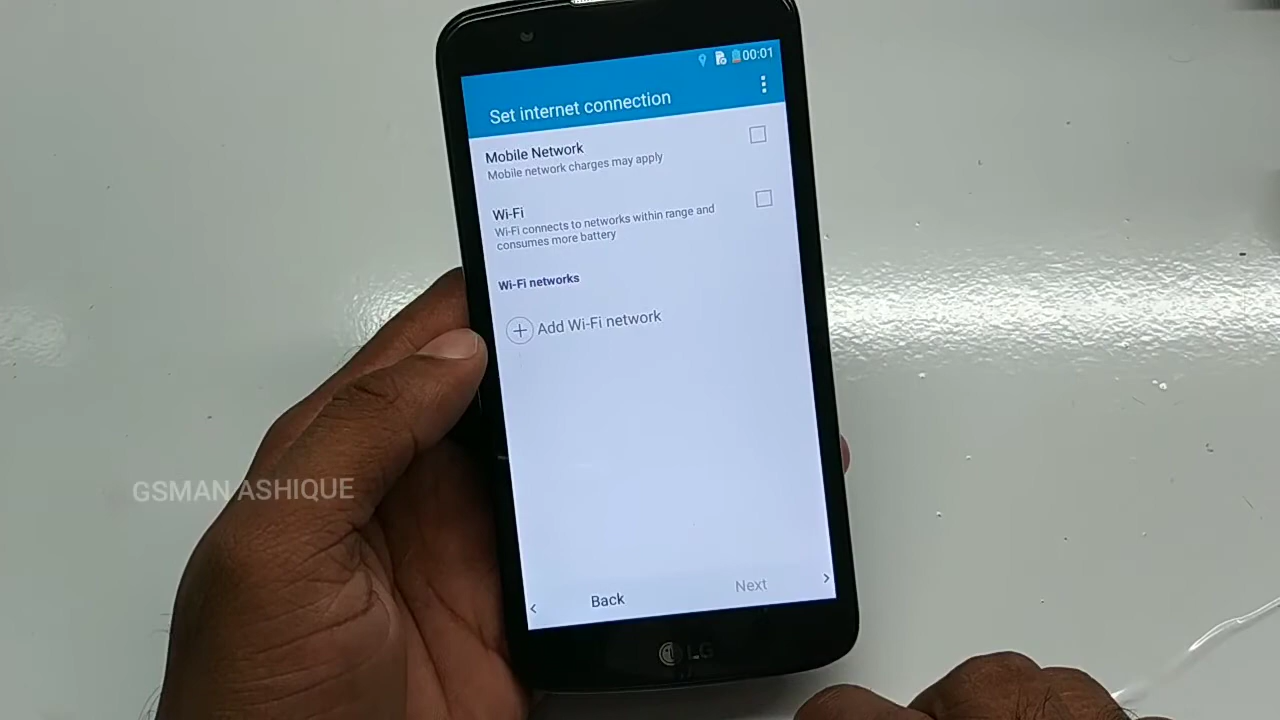 00:01
Set internet connection
Mobile Network
Mobile network charges may apply
Wi-Fi
Wi-Fi connects to networks within range and
consumes more battery
Wi-Fi networks
Add Wi-Fi network
GSMAN ASHIQUE
Back
Next
LG